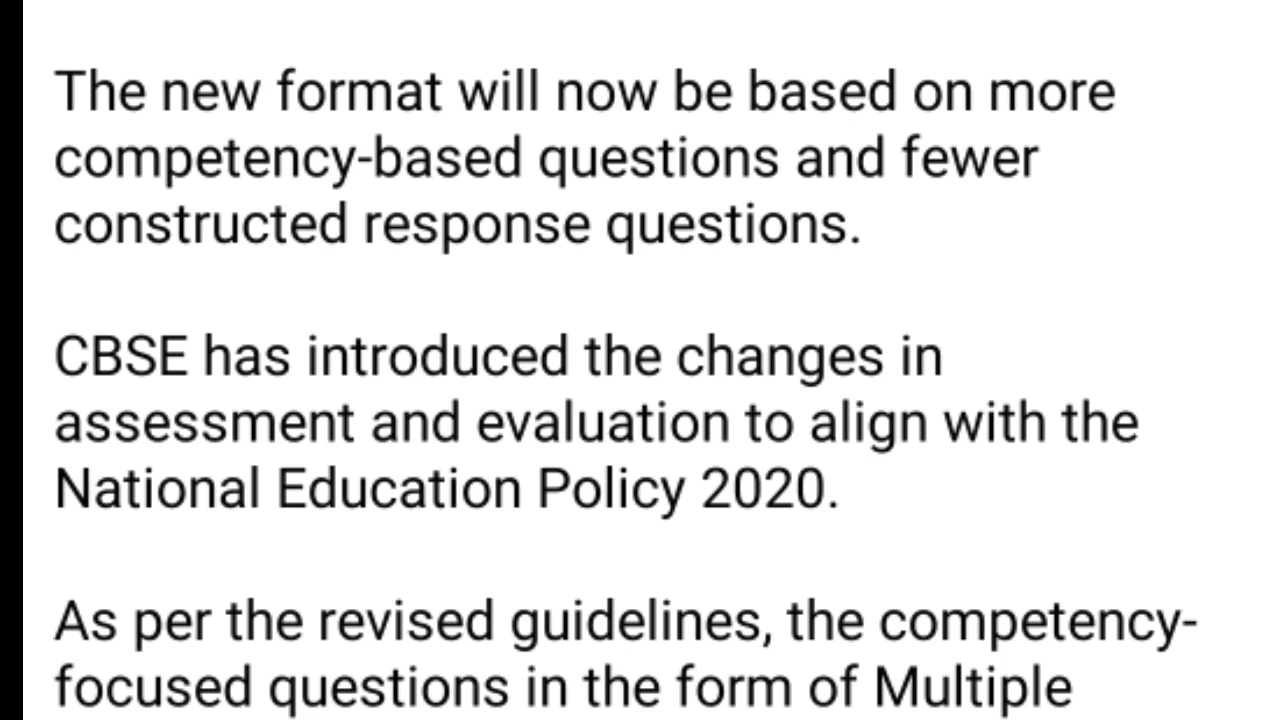 The new format will now be based on more
competency-based questions and fewer
constructed response questions.
CBSE has introduced the changes in
assessment and evaluation to align with the
National Education Policy 2020.
As per the revised guidelines, the competency-
focused questions in the form of Multiple